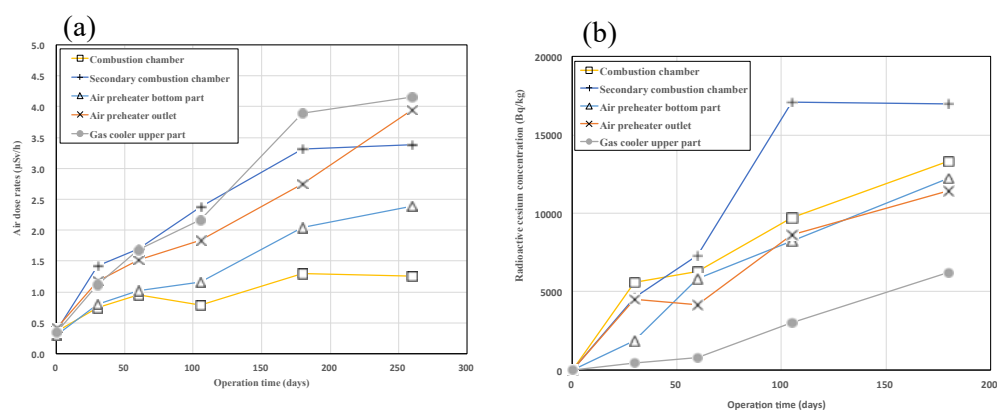 (a)
Air dose rates (μSv/h)
5.0
4.5
4.0
3.5
3.0
2.5
2.0
1.5
1.0
0.5
0.0
Combustion chamber
Secondary combustion chamber
Air preheater bottom part
Air preheater outlet
Gas cooler upper part
0 50 100 150 200 250 300
Operation time (days)
(b)
Radioactive cesium concentration (Bq/kg)
20000
15000
10000
5000
0
Combustion chamber
Secondary combustion chamber
Air preheater bottom part
Air preheater outlet
Gas cooler upper part
0 50 100 150 200
Operation time (days)